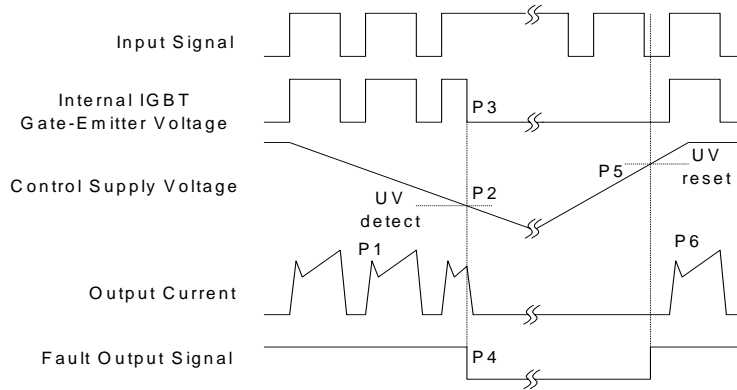 Input Signal
Internal IGBT
Gate-Emitter Voltage
P3
Control Supply Voltage
UV
detect
P2
P5
UV
reset
P1
P6
Output Current
Fault Output Signal
P4